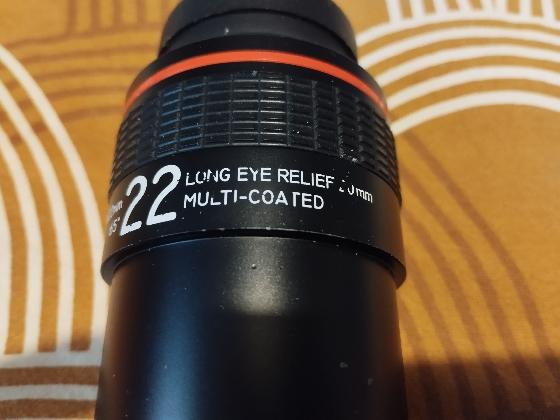 22
LONG EYE RELIEF
MULTI-COATED